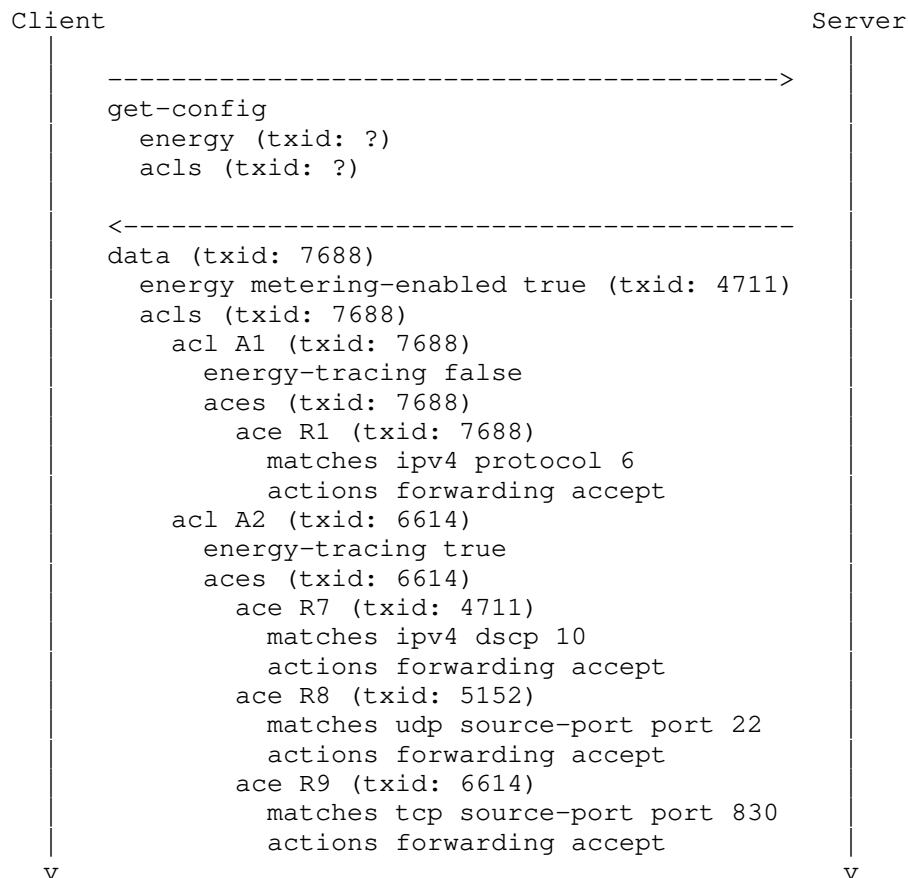 Client Server
------------------------------------------>
get-config
energy (txid: ?)
acls (txid: ?)
<------------------------------------------
data (txid: 7688)
energy metering-enabled true (txid: 4711)
acls (txid: 7688)
acl A1 (txid: 7688)
energy-tracing false
aces (txid: 7688)
ace R1 (txid: 7688)
matches ipv4 protocol 6
actions forwarding accept
acl A2 (txid: 6614)
energy-tracing true
aces (txid: 6614)
ace R7 (txid: 4711)
matches ipv4 dscp 10
actions forwarding accept
ace R8 (txid: 5152)
matches udp source-port port 22
actions forwarding accept
ace R9 (txid: 6614)
matches tcp source-port port 830
actions forwarding accept
v v